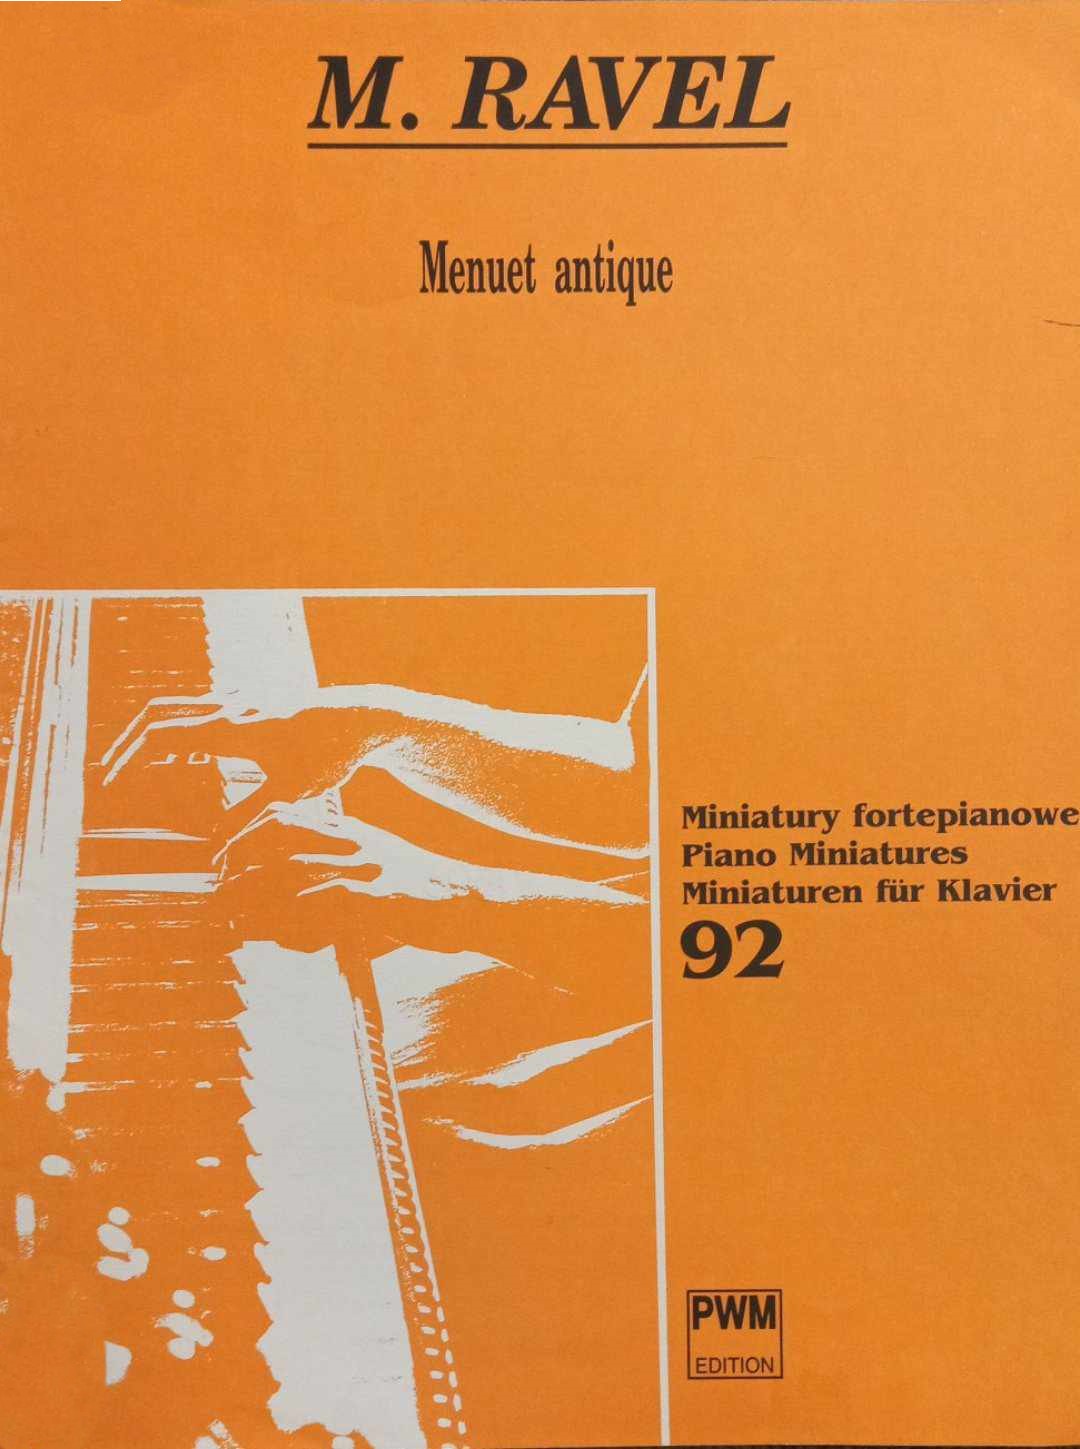 M. RAVEL
Menuet antique
Miniatury fortepianowe
Piano Miniatures
Miniaturen für Klavier
92
PWM
EDITION